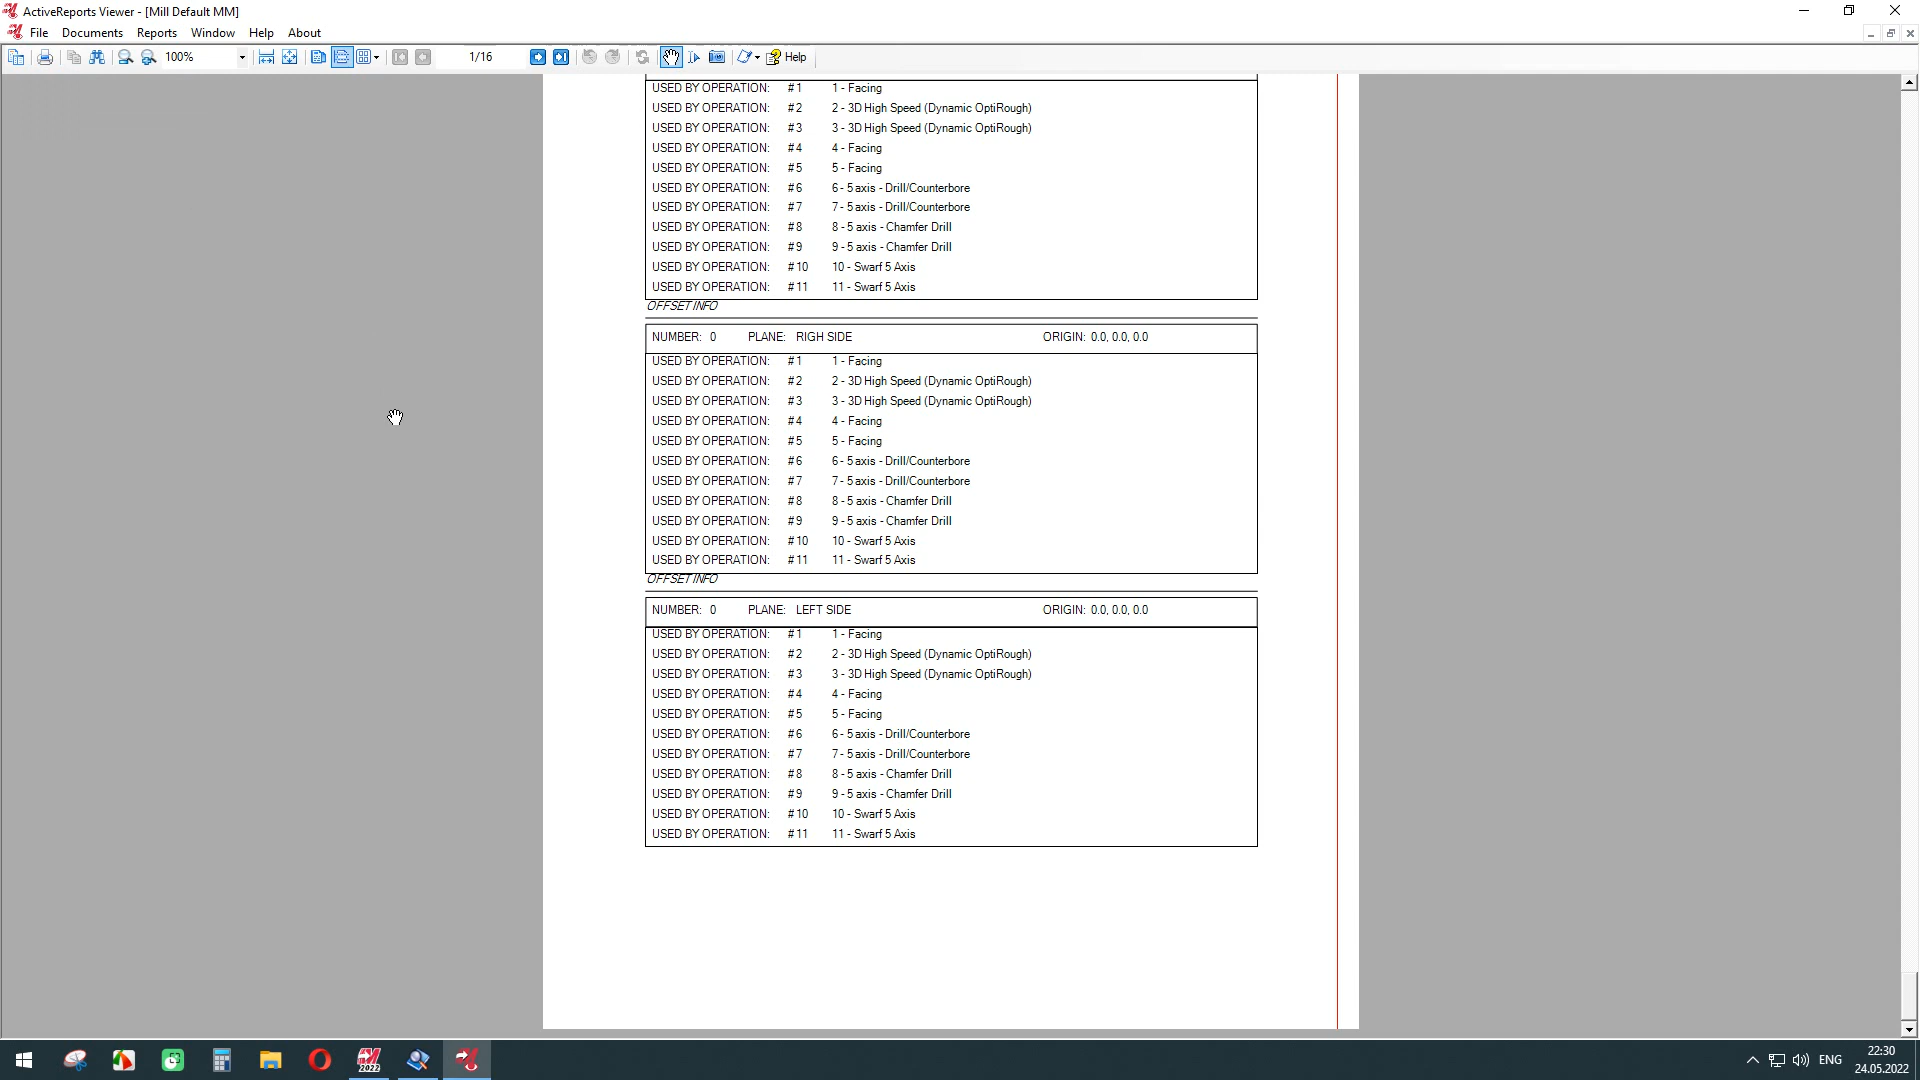 ActiveReports Viewer - [Mill Default MM]
File Documents Reports Window Help About
100% 1/16 Help
USED BY OPERATION: #1 1 - Facing
USED BY OPERATION: #2 2 - 3D High Speed (Dynamic OptiRough)
USED BY OPERATION: #3 3 - 3D High Speed (Dynamic OptiRough)
USED BY OPERATION: #4 4 - Facing
USED BY OPERATION: #5 5 - Facing
USED BY OPERATION: #6 6 - 5 axis - Drill/Counterbore
USED BY OPERATION: #7 7 - 5 axis - Drill/Counterbore
USED BY OPERATION: #8 8 - 5 axis - Chamfer Drill
USED BY OPERATION: #9 9 - 5 axis - Chamfer Drill
USED BY OPERATION: #10 10 - Swarf 5 Axis
USED BY OPERATION: #11 11 - Swarf 5 Axis
OFFSET INFO
NUMBER: 0 PLANE: RIGH SIDE ORIGIN: 0.0, 0.0, 0.0
USED BY OPERATION: #1 1 - Facing
USED BY OPERATION: #2 2 - 3D High Speed (Dynamic OptiRough)
USED BY OPERATION: #3 3 - 3D High Speed (Dynamic OptiRough)
USED BY OPERATION: #4 4 - Facing
USED BY OPERATION: #5 5 - Facing
USED BY OPERATION: #6 6 - 5 axis - Drill/Counterbore
USED BY OPERATION: #7 7 - 5 axis - Drill/Counterbore
USED BY OPERATION: #8 8 - 5 axis - Chamfer Drill
USED BY OPERATION: #9 9 - 5 axis - Chamfer Drill
USED BY OPERATION: #10 10 - Swarf 5 Axis
USED BY OPERATION: #11 11 - Swarf 5 Axis
OFFSET INFO
NUMBER: 0 PLANE: LEFT SIDE ORIGIN: 0.0, 0.0, 0.0
USED BY OPERATION: #1 1 - Facing
USED BY OPERATION: #2 2 - 3D High Speed (Dynamic OptiRough)
USED BY OPERATION: #3 3 - 3D High Speed (Dynamic OptiRough)
USED BY OPERATION: #4 4 - Facing
USED BY OPERATION: #5 5 - Facing
USED BY OPERATION: #6 6 - 5 axis - Drill/Counterbore
USED BY OPERATION: #7 7 - 5 axis - Drill/Counterbore
USED BY OPERATION: #8 8 - 5 axis - Chamfer Drill
USED BY OPERATION: #9 9 - 5 axis - Chamfer Drill
USED BY OPERATION: #10 10 - Swarf 5 Axis
USED BY OPERATION: #11 11 - Swarf 5 Axis
2022
ENG
22:30
24.05.2022